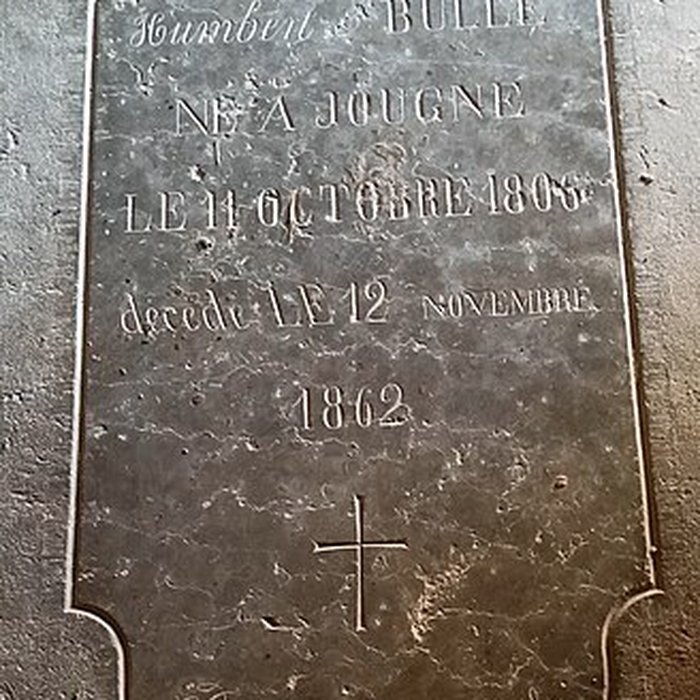 Humbert BULLE
NÉ A JOUGNE
LE 11 OCTOBRE 1806
décédé LE 12 NOVEMBRE
1862